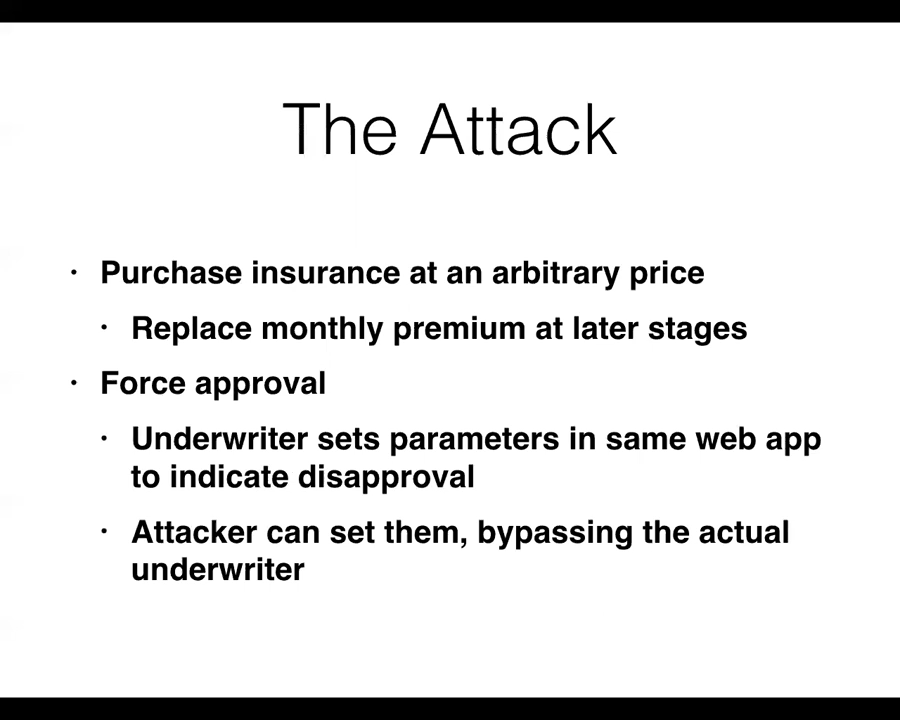 The Attack
• Purchase insurance at an arbitrary price
• Replace monthly premium at later stages
• Force approval
• Underwriter sets parameters in same web app
to indicate disapproval
• Attacker can set them, bypassing the actual
underwriter